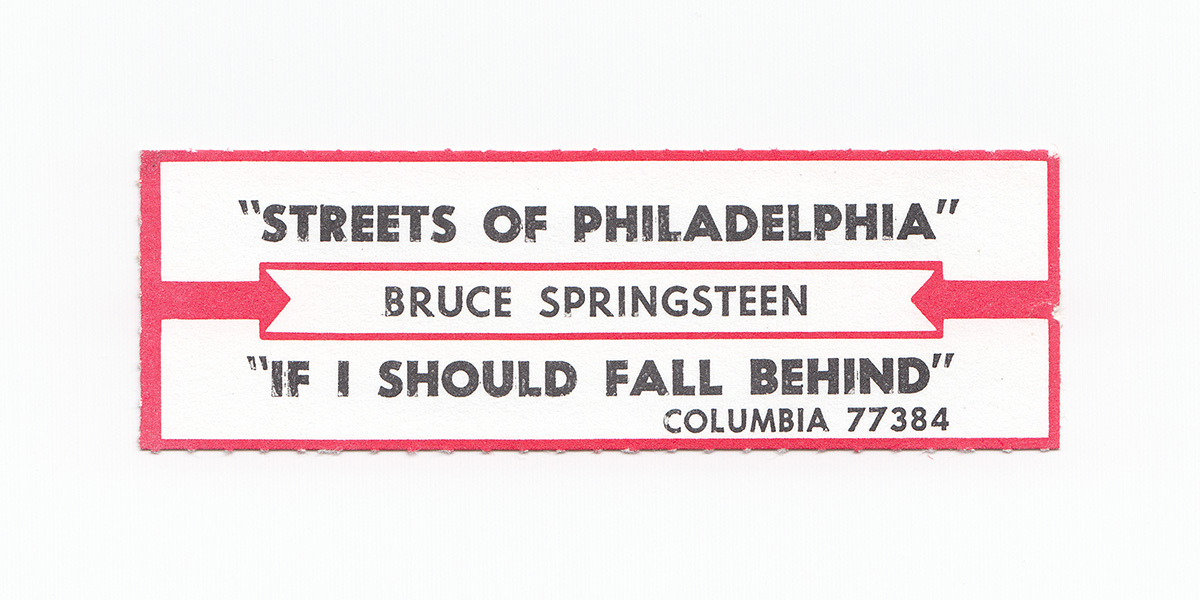 "STREETS OF PHILADELPHIA"
BRUCE SPRINGSTEEN
"IF I SHOULD FALL BEHIND"
COLUMBIA 77384